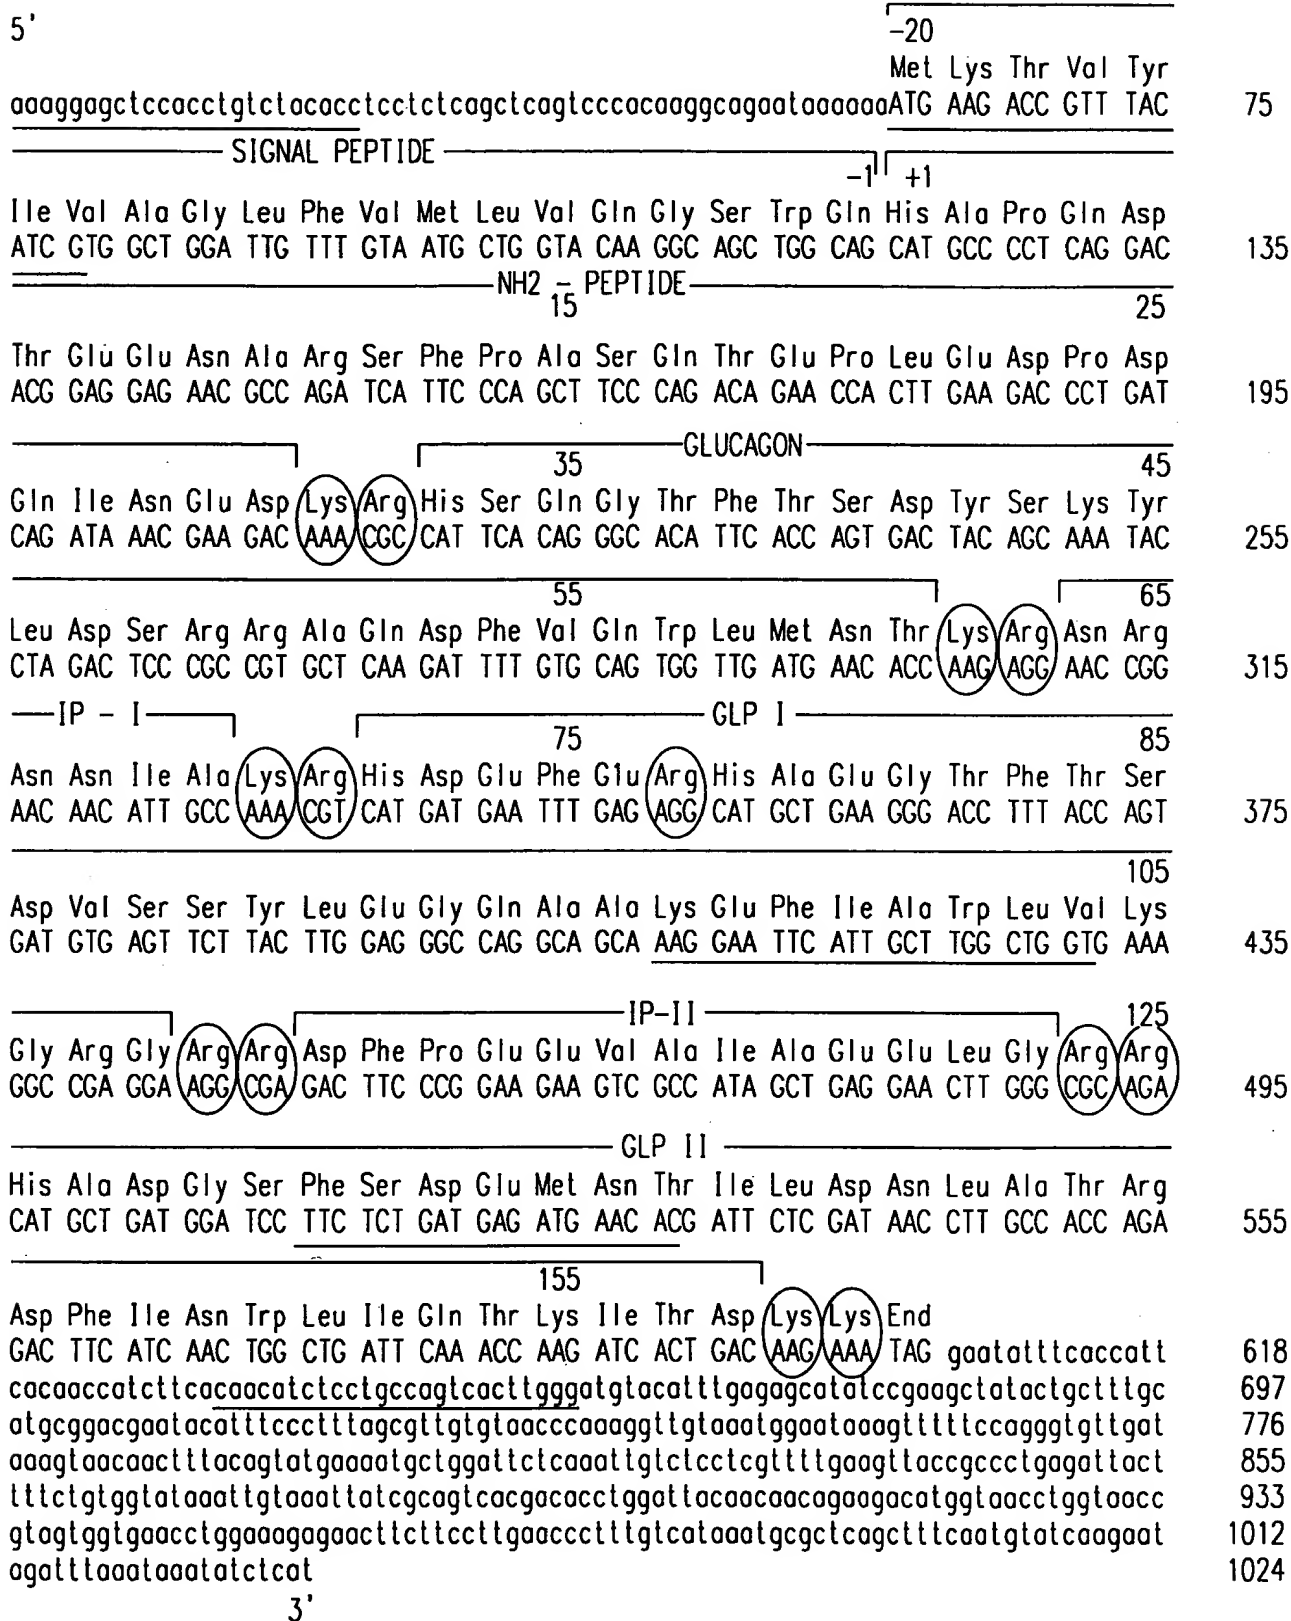 5'
-20
Met Lys Thr Val Tyr
aaaggagctccacctgtctacacctcctctcagctcagtcccacaaggcagaataaaaaaATG AAG ACC GTT TAC 75
SIGNAL PEPTIDE
-1 +1
Ile Val Ala Gly Leu Phe Val Met Leu Val Gln Gly Ser Trp Gln His Ala Pro Gln Asp
ATC GTG GCT GGA TTG TTT GTA ATG CTG GTA CAA GGC AGC TGG CAG CAT GCC CCT CAG GAC 135
NH2 - PEPTIDE
15 25
Thr Glu Glu Asn Ala Arg Ser Phe Pro Ala Ser Gln Thr Glu Pro Leu Glu Asp Pro Asp
ACG GAG GAG AAC GCC AGA TCA TTC CCA GCT TCC CAG ACA GAA CCA CTT GAA GAC CCT GAT 195
GLUCAGON
35 45
Gln Ile Asn Glu Asp Lys Arg His Ser Gln Gly Thr Phe Thr Ser Asp Tyr Ser Lys Tyr
CAG ATA AAC GAA GAC AAA CGC CAT TCA CAG GGC ACA TTC ACC AGT GAC TAC AGC AAA TAC 255
55 65
Leu Asp Ser Arg Arg Ala Gln Asp Phe Val Gln Trp Leu Met Asn Thr Lys Arg Asn Arg
CTA GAC TCC CGC CGT GCT CAA GAT TTT GTG CAG TGG TTG ATG AAC ACC AAG AGG AAC CGG 315
IP - I GLP I
75 85
Asn Asn Ile Ala Lys Arg His Asp Glu Phe Glu Arg His Ala Glu Gly Thr Phe Thr Ser
AAC AAC ATT GCC AAA CGT CAT GAT GAA TTT GAG AGG CAT GCT GAA GGG ACC TTT ACC AGT 375
105
Asp Val Ser Ser Tyr Leu Glu Gly Gln Ala Ala Lys Glu Phe Ile Ala Trp Leu Val Lys
GAT GTG AGT TCT TAC TTG GAG GGC CAG GCA GCA AAG GAA TTC ATT GCT TGG CTG GTG AAA 435
IP-II 125
Gly Arg Gly Arg Arg Asp Phe Pro Glu Glu Val Ala Ile Ala Glu Glu Leu Gly Arg Arg
GGC CGA GGA AGG CGA GAC TTC CCG GAA GAA GTC GCC ATA GCT GAG GAA CTT GGG CGC AGA 495
GLP II
His Ala Asp Gly Ser Phe Ser Asp Glu Met Asn Thr Ile Leu Asp Asn Leu Ala Thr Arg
CAT GCT GAT GGA TCC TTC TCT GAT GAG ATG AAC ACG ATT CTC GAT AAC CTT GCC ACC AGA 555
155
Asp Phe Ile Asn Trp Leu Ile Gln Thr Lys Ile Thr Asp Lys Lys End
GAC TTC ATC AAC TGG CTG ATT CAA ACC AAG ATC ACT GAC AAG AAA TAG gaatatttcaccatt 618
cacaaccatcttcacaacatctcctgccagtcacttgggatgtacatttgagagcatatccgaagctatactgctttgc 697
atgcggacgaatacatttccctttagcgttgtgtaacccaaaggttgtaaatggaataaagtttttccagggtgttgat 776
aaagtaacaactttacagtatgaaaatgctggattctcaaattgtctcctcgttttgaagttaccgccctgagattact 855
tttctgtggtataaattgtaaattatcgcagtcacgacacctggattacaacaacagaagacatggtaacctggtaacc 933
gtagtggtgaacctggaaagagaacttcttccttgaaccctttgtcataaatgcgctcagctttcaatgtatcaagaat 1012
agatttaaataaatatctcat 1024
3'